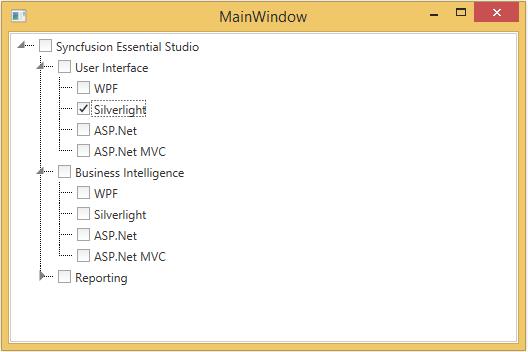 MainWindow
Syncfusion Essential Studio
User Interface
WPF
Silverlight
ASP.Net
ASP.Net MVC
Business Intelligence
WPF
Silverlight
ASP.Net
ASP.Net MVC
Reporting